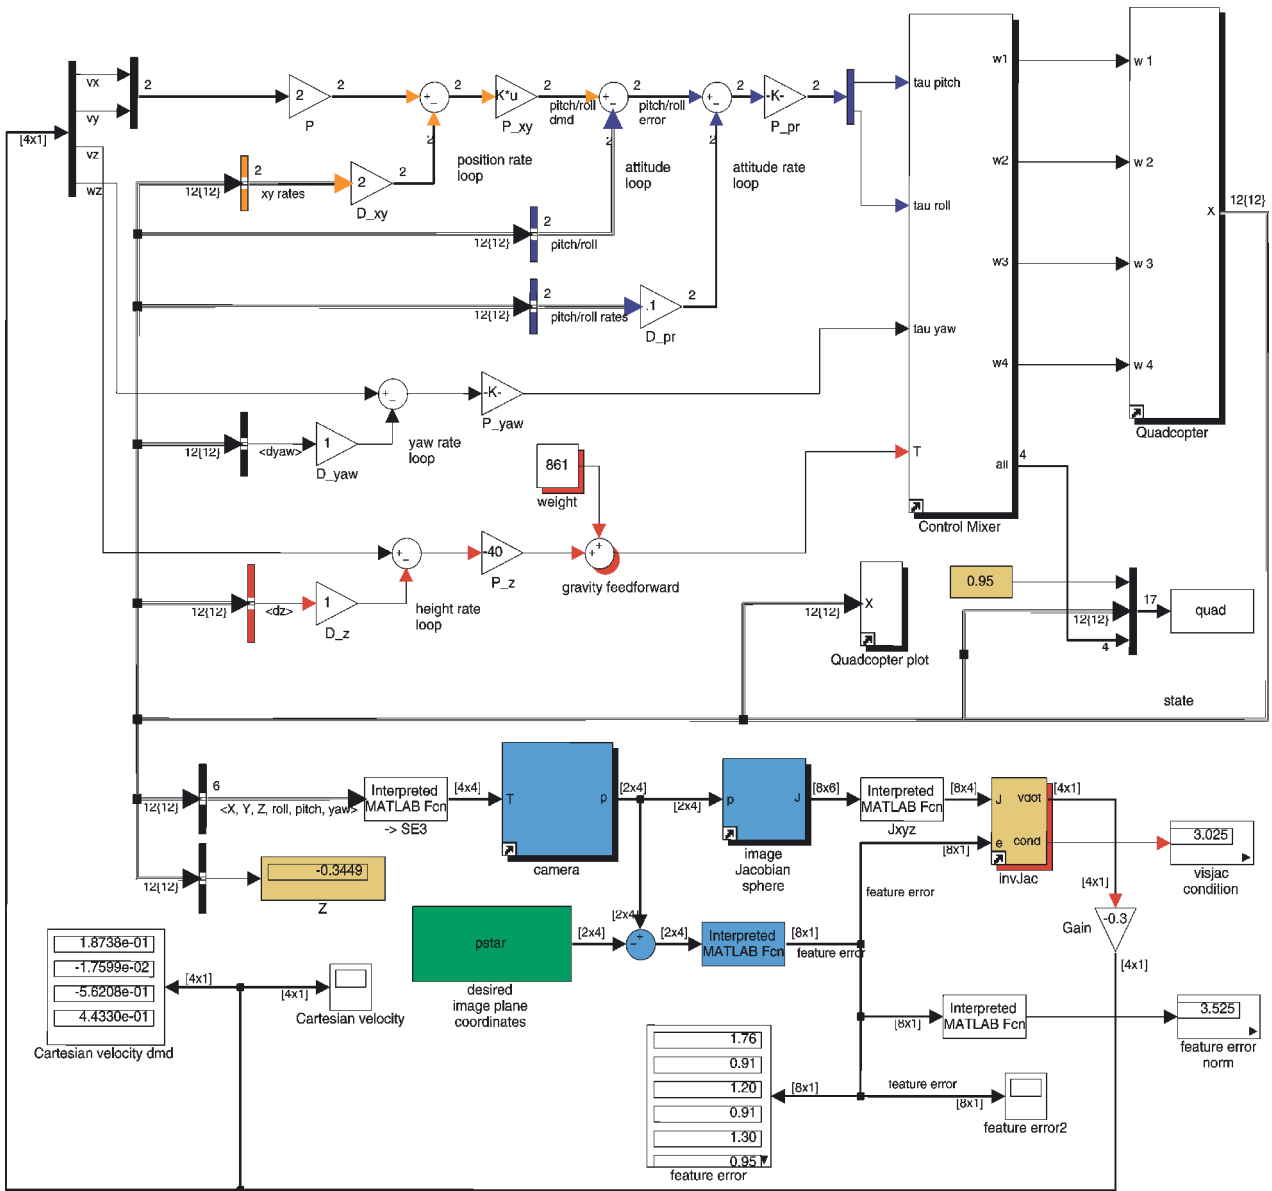 vx
vy
vz
wz
[4x1]
2
2
P
2
2
K*u
P_xy
2
pitch/roll
dmd
2
pitch/roll
error
2
-K-
P_pr
2
tau pitch
tau roll
tau yaw
T
w1
w2
w3
w4
all
4
Control Mixer
w 1
w 2
w 3
w 4
X
12{12}
Quadcopter
12{12}
2
xy rates
2
D_xy
2
2
position rate
loop
2
attitude
loop
2
attitude rate
loop
12{12}
2
pitch/roll
12{12}
2
pitch/roll rates
.1
D_pr
2
-K-
P_yaw
12{12}
<dyaw>
1
D_yaw
yaw rate
loop
861
weight
-40
P_z
gravity feedforward
12{12}
<dz>
1
D_z
height rate
loop
12{12}
X
Quadcopter plot
0.95
12{12}
4
17
quad
state
12{12}
6
<X, Y, Z, roll, pitch, yaw>
Interpreted
MATLAB Fcn
-> SE3
[4x4]
T
p
camera
[2x4]
[2x4]
p
J
image
Jacobian
sphere
[8x6]
Interpreted
MATLAB Fcn
Jxyz
[8x4]
J
e
vdot
cond
invJac
[4x1]
[8x1]
3.025
visjac
condition
12{12}
-0.3449
Z
feature error
[4x1]
-0.3
Gain
[4x1]
pstar
desired
image plane
coordinates
[2x4]
[2x4]
[2x4]
Interpreted
MATLAB Fcn
[8x1]
feature error
1.8738e-01
-1.7599e-02
-5.6208e-01
4.4330e-01
Cartesian velocity dmd
[4x1]
[4x1]
Cartesian velocity
[8x1]
Interpreted
MATLAB Fcn
3.525
feature error
norm
1.76
0.91
1.20
0.91
1.30
0.95
feature error
[8x1]
feature error
[8x1]
feature error2